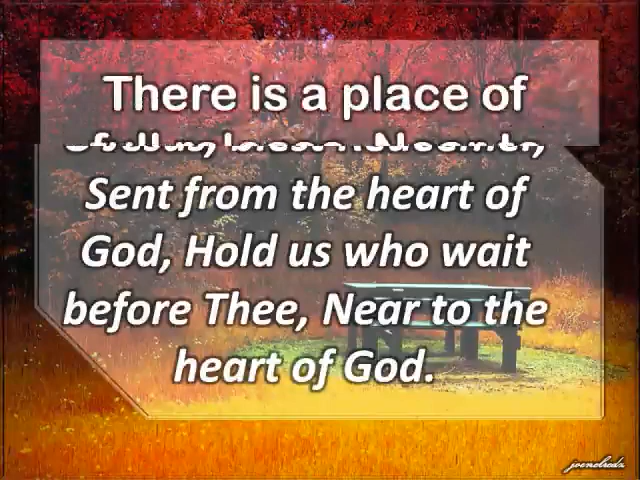 There is a place of
Sent from the heart of
God, Hold us who wait
before Thee, Near to the
heart of God.